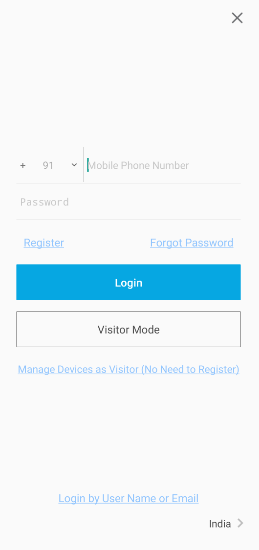 + 91 Mobile Phone Number
Password
Register Forgot Password
Login
Visitor Mode
Manage Devices as Visitor (No Need to Register)
Login by User Name or Email
India